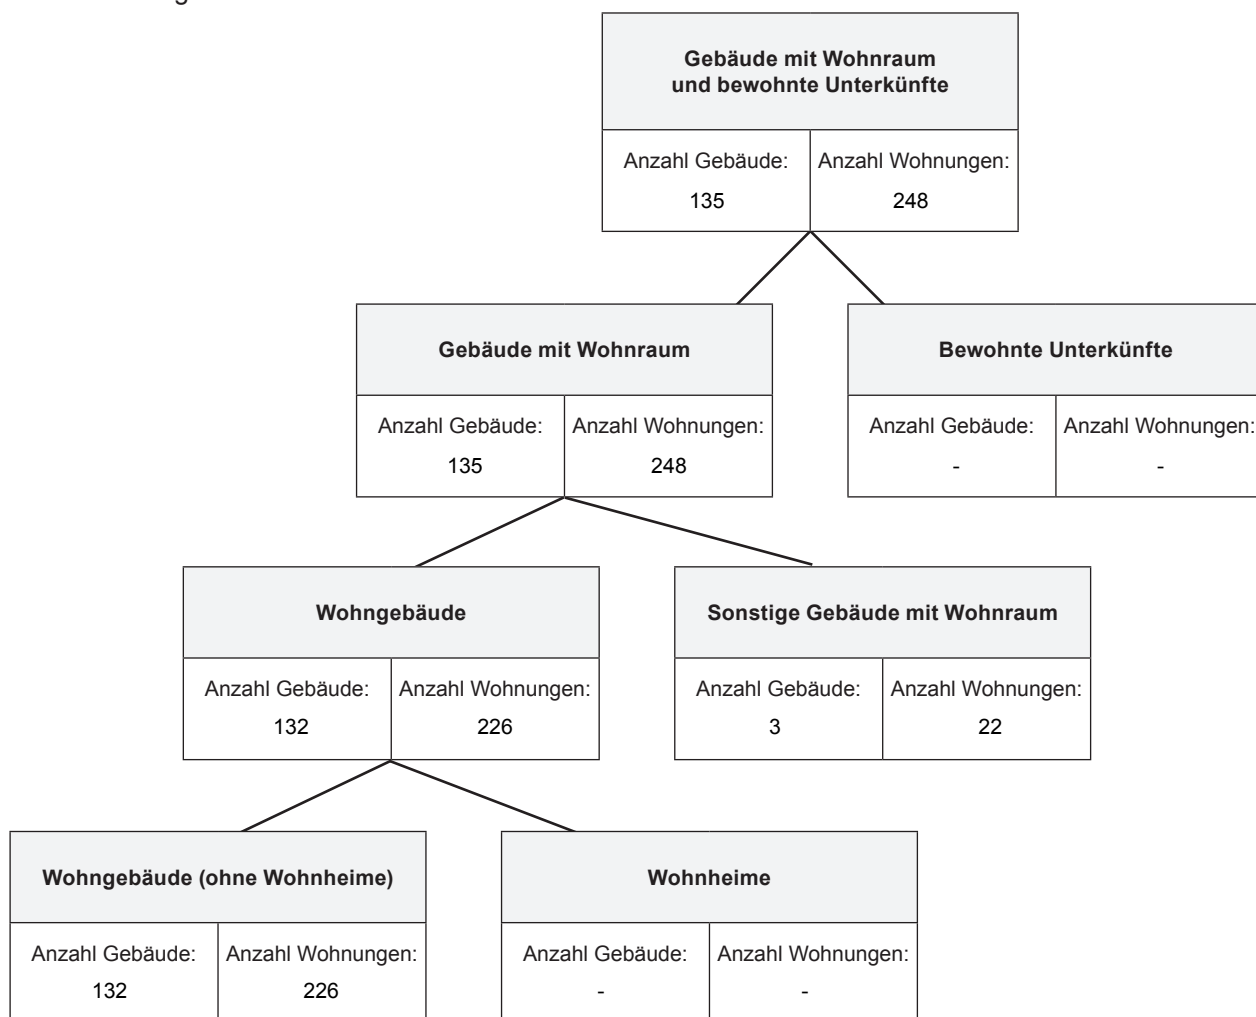 Gebäude mit Wohnraum
und bewohnte Unterkünfte
Anzahl Gebäude: Anzahl Wohnungen:
135 248
Gebäude mit Wohnraum
Bewohnte Unterkünfte
Anzahl Gebäude: Anzahl Wohnungen:
135 248
Anzahl Gebäude: Anzahl Wohnungen:
- -
Wohngebäude
Sonstige Gebäude mit Wohnraum
Anzahl Gebäude: Anzahl Wohnungen:
132 226
Anzahl Gebäude: Anzahl Wohnungen:
3 22
Wohngebäude (ohne Wohnheime)
Wohnheime
Anzahl Gebäude: Anzahl Wohnungen:
132 226
Anzahl Gebäude: Anzahl Wohnungen:
- -